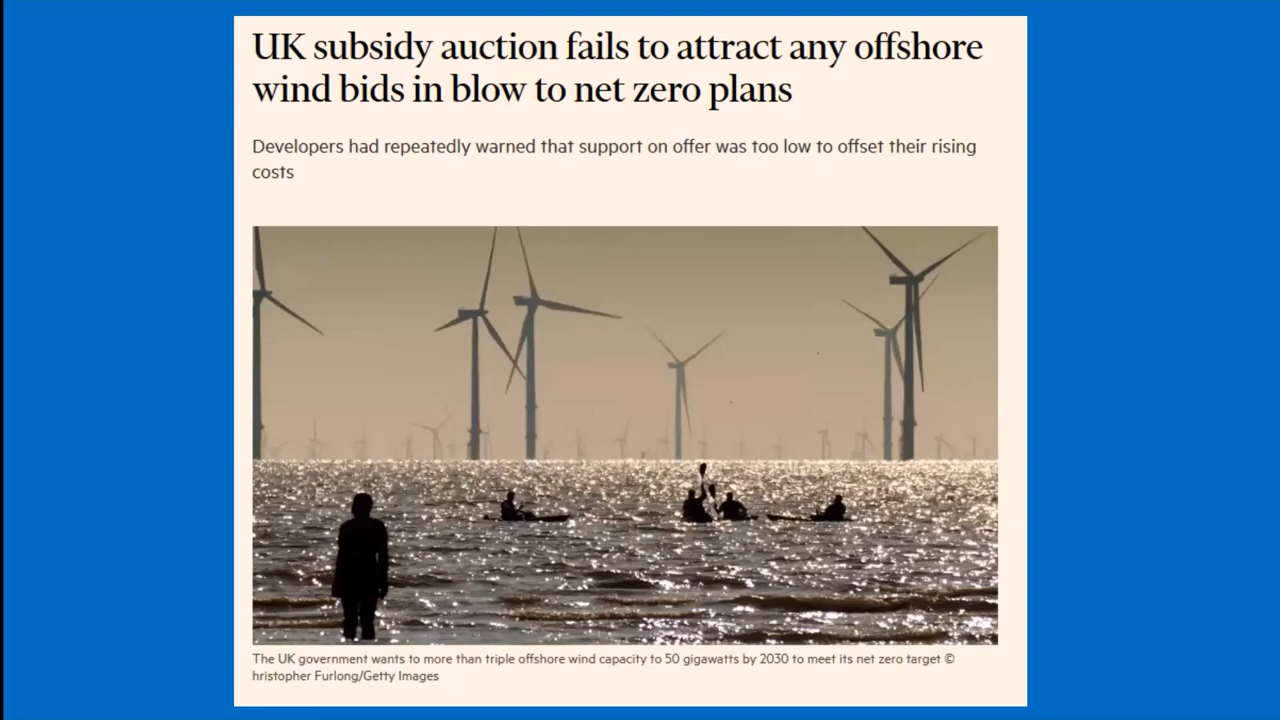 UK subsidy auction fails to attract any offshore
wind bids in blow to net zero plans
Developers had repeatedly warned that support on offer was too low to offset their rising
costs
The UK government wants to more than triple offshore wind capacity to 50 gigawatts by 2030 to meet its net zero target ©
hristopher Furlong/Getty Images